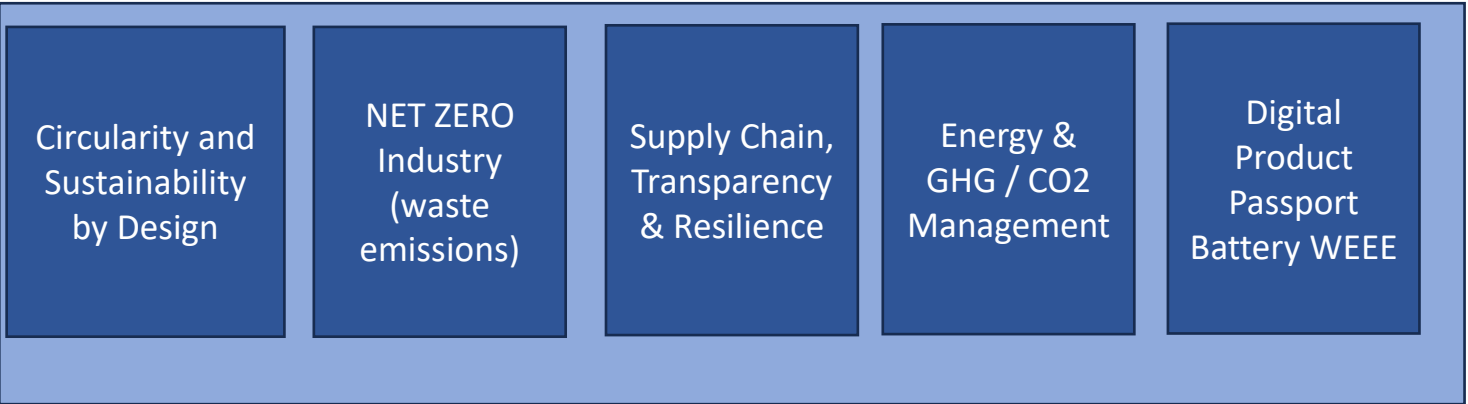 Circularity and
Sustainability
by Design
NET ZERO
Industry
(waste
emissions)
Supply Chain,
Transparency
& Resilience
Energy &
GHG / CO2
Management
Digital
Product
Passport
Battery WEEE